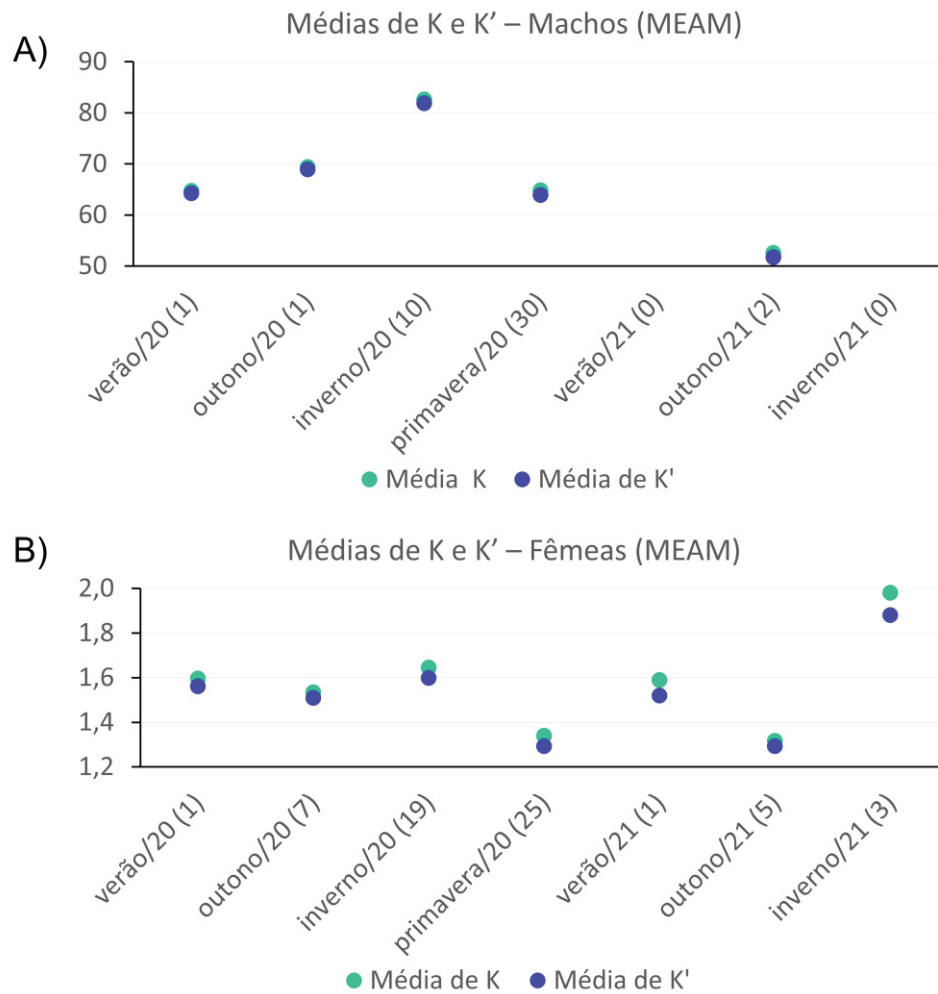 A)
Médias de K e K’ – Machos (MEAM)
90
80
70
60
50
verão/20 (1)
outono/20 (1)
inverno/20 (10)
primavera/20 (30)
verão/21 (0)
outono/21 (2)
inverno/21 (0)
Média K Média de K'
B)
Médias de K e K’ – Fêmeas (MEAM)
2,0
1,8
1,6
1,4
1,2
verão/20 (1)
outono/20 (7)
inverno/20 (19)
primavera/20 (25)
verão/21 (1)
outono/21 (5)
inverno/21 (3)
Média de K Média de K'